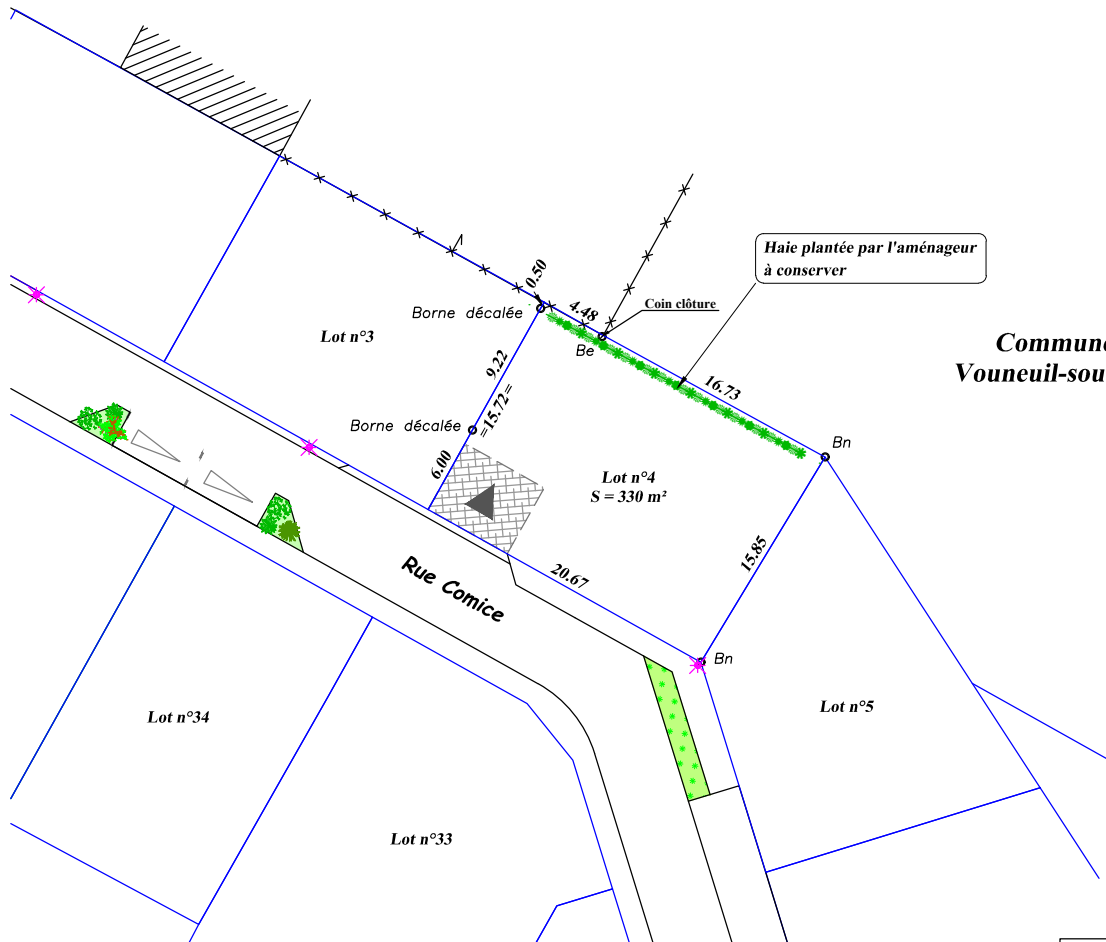 Haie plantée par l'aménageur
à conserver
0.50
4.48
Coin clôture
Borne décalée
Be
Lot n°3
Commune
Vouneuil-sou
9.22
=15.72=
16.73
Borne décalée
Bn
6.00
Lot n°4
S = 330 m²
15.85
20.67
Rue Comice
Bn
Lot n°34
Lot n°5
Lot n°33